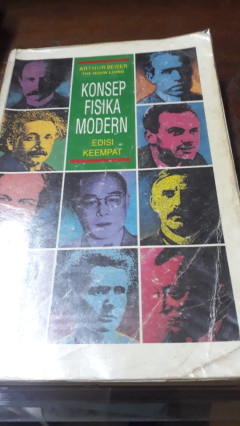 ARTHUR BEISER
THE HOUW LIONG
KONSEP
FISIKA
MODERN
EDISI
KEEMPAT